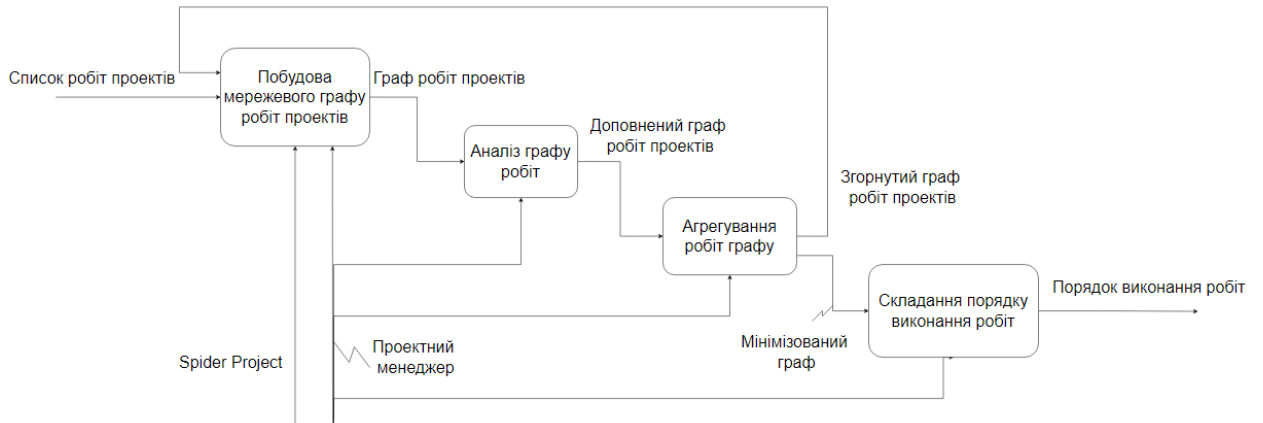 Список робіт проектів
Побудова
мережевого графу
робіт проектів
Граф робіт проектів
Аналіз графу
робіт
Доповнений граф
робіт проектів
Агрегування
робіт графу
Згорнутий граф
робіт проектів
Мінімізований
граф
Складання порядку
виконання робіт
Порядок виконання робіт
Spider Project
Проектний
менеджер